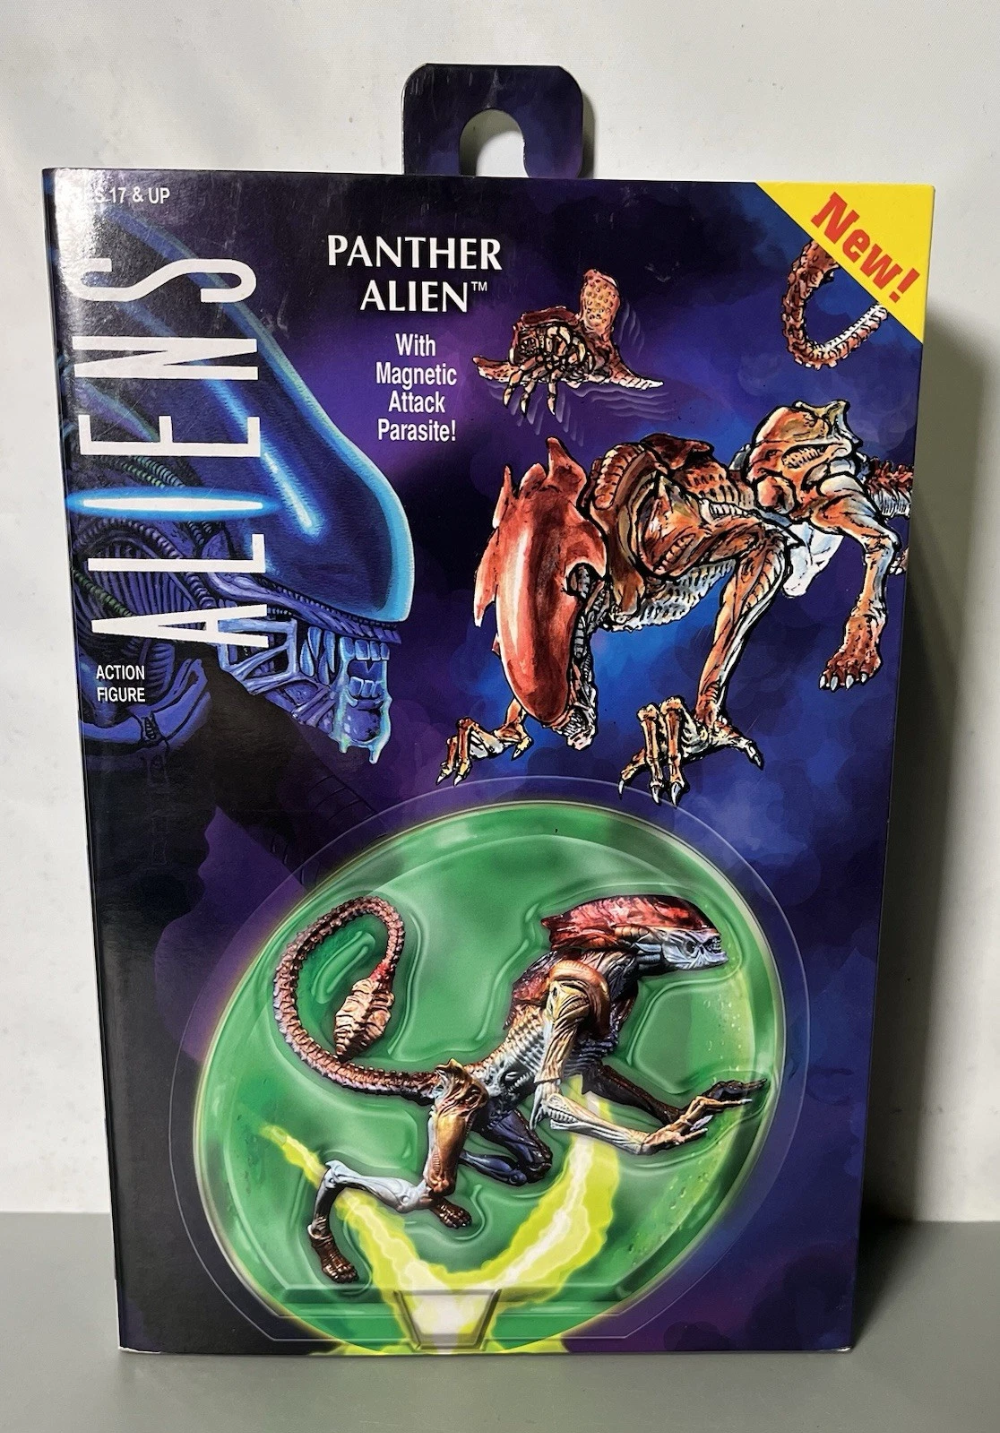 17 & UP
ALIENS
PANTHER
ALIEN™
With
Magnetic
Attack
Parasite!
New!
ACTION
FIGURE